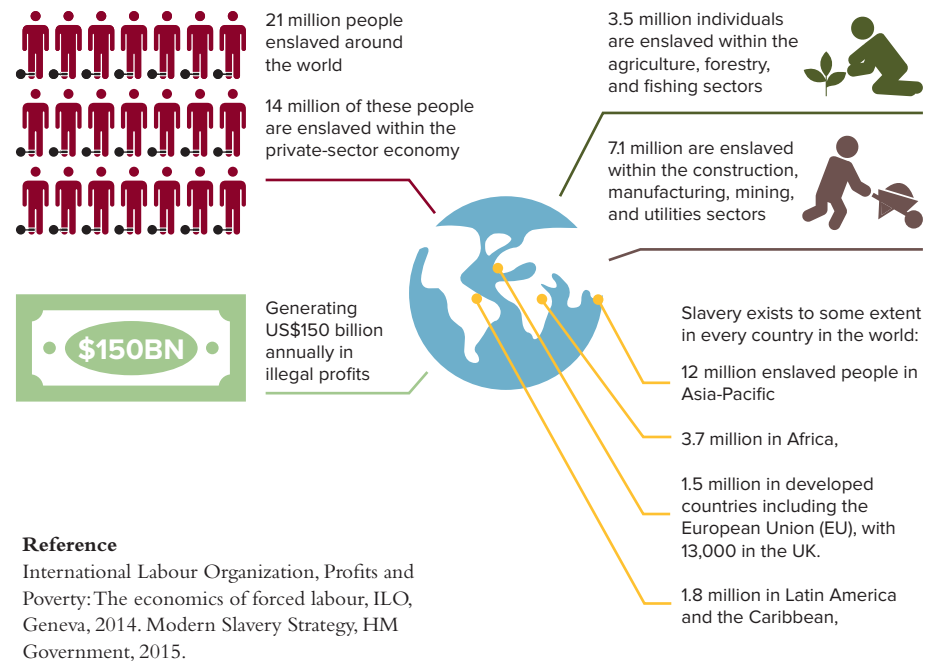 21 million people
enslaved around
the world
14 million of these people
are enslaved within the
private-sector economy
3.5 million individuals
are enslaved within the
agriculture, forestry,
and fishing sectors
7.1 million are enslaved
within the construction,
manufacturing, mining,
and utilities sectors
$150BN
Generating
US$150 billion
annually in
illegal profits
Slavery exists to some extent
in every country in the world:
12 million enslaved people in
Asia-Pacific
3.7 million in Africa,
1.5 million in developed
countries including the
European Union (EU), with
13,000 in the UK.
1.8 million in Latin America
and the Caribbean,
Reference
International Labour Organization, Profits and
Poverty: The economics of forced labour, ILO,
Geneva, 2014. Modern Slavery Strategy, HM
Government, 2015.